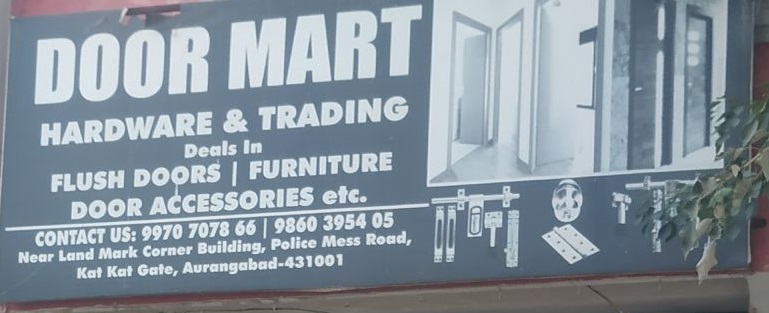 DOOR MART
HARDWARE & TRADING
Deals In
FLUSH DOORS | FURNITURE
DOOR ACCESSORIES etc.
CONTACT US: 9970 7078 66 | 9860 3954 05
Near Land Mark Corner Building, Police Mess Road,
Kat Kat Gate, Aurangabad-431001